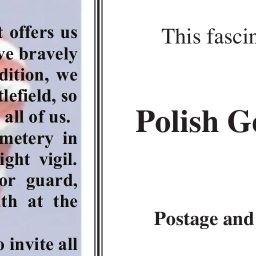 t offers us
ve bravely
dition, we
tlefield, so
all of us.
metery in
ight vigil.
or guard,
th at the
o invite all
This fascin
Polish Ge
Postage and